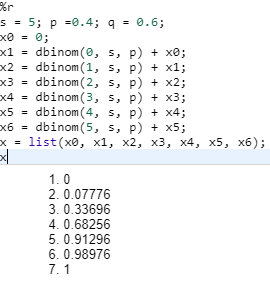 %r
s = 5; p =0.4; q = 0.6;
x0 = 0;
x1 = dbinom(0, s, p) + x0;
x2 = dbinom(1, s, p) + x1;
x3 = dbinom(2, s, p) + x2;
x4 = dbinom(3, s, p) + x3;
x5 = dbinom(4, s, p) + x4;
x6 = dbinom(5, s, p) + x5;
x = list(x0, x1, x2, x3, x4, x5, x6);
x
1. 0
2. 0.07776
3. 0.33696
4. 0.68256
5. 0.91296
6. 0.98976
7. 1